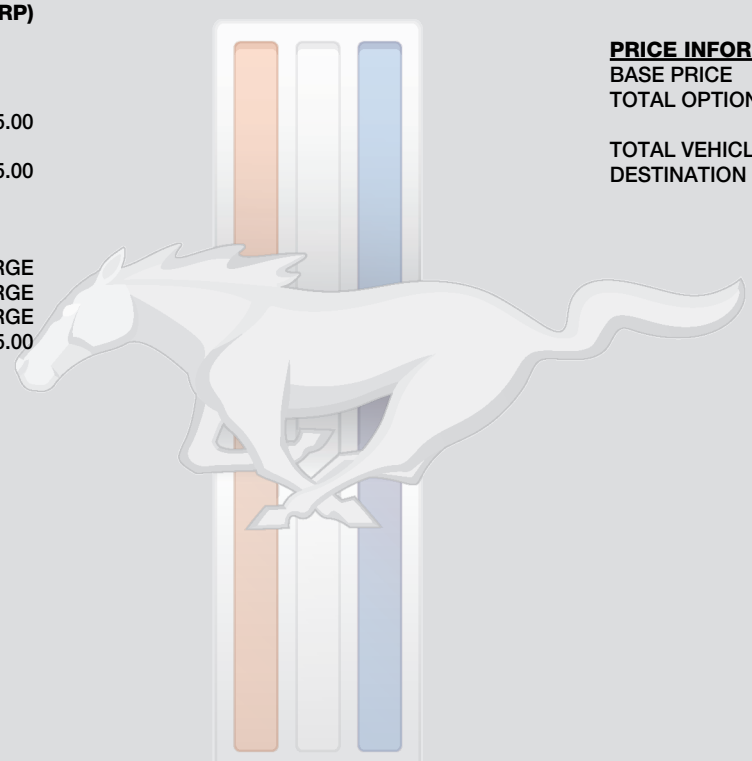 RP)
5.00
5.00
RGE
RGE
RGE
5.00
PRICE INFOR
BASE PRICE
TOTAL OPTION
TOTAL VEHICL
DESTINATION